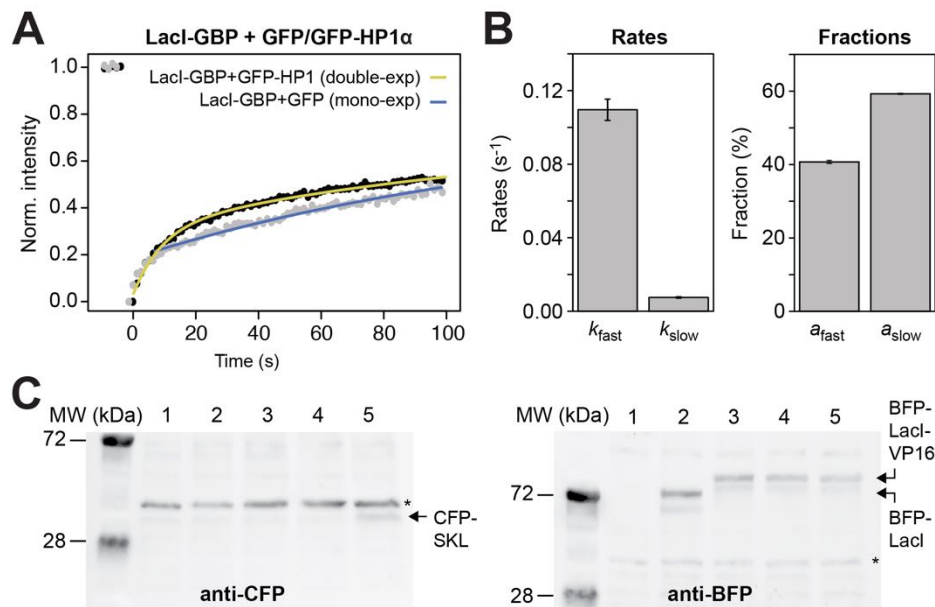 A
LacI-GBP + GFP/GFP-HP1α
Norm. intensity
1.0
0.8
0.6
0.4
0.2
0.0
LacI-GBP+GFP-HP1 (double-exp)
LacI-GBP+GFP (mono-exp)
0 20 40 60 80 100
Time (s)
B
Rates
Rates (s-1)
0.12
0.08
0.04
0.00
kfast kslow
Fractions
Fraction (%)
60
40
20
0
afast aslow
C
MW (kDa) 1 2 3 4 5
72
28
*
CFP-
SKL
anti-CFP
MW (kDa) 1 2 3 4 5
72
28
BFP-
LacI-
VP16
BFP-
LacI
*
anti-BFP